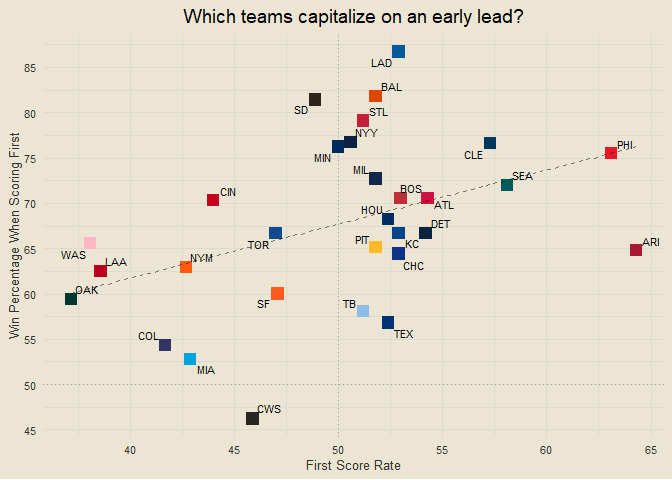 Which teams capitalize on an early lead?
Win Percentage When Scoring First
85
80
75
70
65
60
55
50
45
LAD
BAL
SD
STL
NYY
MIN
CLE
PHI
MIL
SEA
CIN
BOS
ATL
HOU
DET
TOR
PIT
KC
ARI
WAS
CHC
LAA
NYM
OAK
SF
TB
TEX
COL
MIA
CWS
40
45
50
55
60
65
First Score Rate